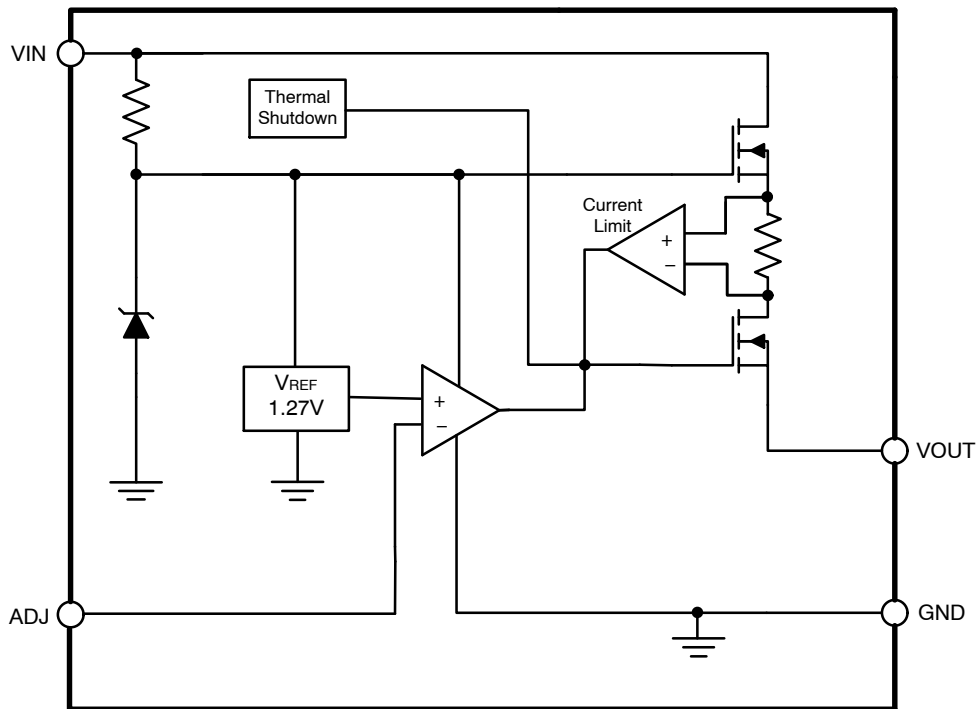 VIN
Thermal
Shutdown
Current
Limit
+
−
VREF
1.27V
+
−
VOUT
ADJ
GND